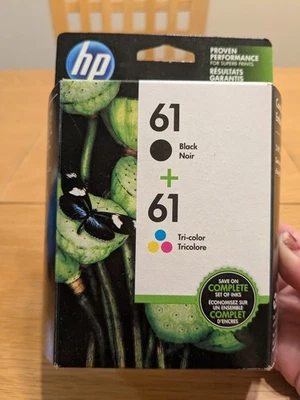 hp
PROVEN
PERFORMANCE
FOR SUPERB PRINTS
RÉSULTATS
GARANTIS
61
Black
Noir
+
61
Tri-color
Tricolore
SAVE ON
COMPLETE
SET OF INKS
ÉCONOMISEZ SUR
UN ENSEMBLE
COMPLET
D'ENCRES